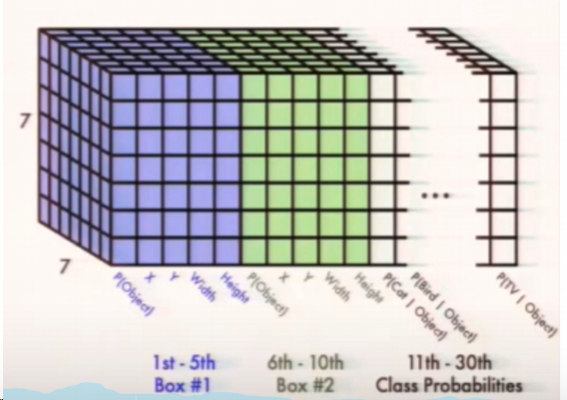 7
7
P(Object)
X
Y
Width
Height
P(Object)
X
Y
Width
Height
P(Cat | Object)
P(Bird | Object)
...
P(TV | Object)
1st - 5th
Box #1
6th - 10th
Box #2
11th - 30th
Class Probabilities